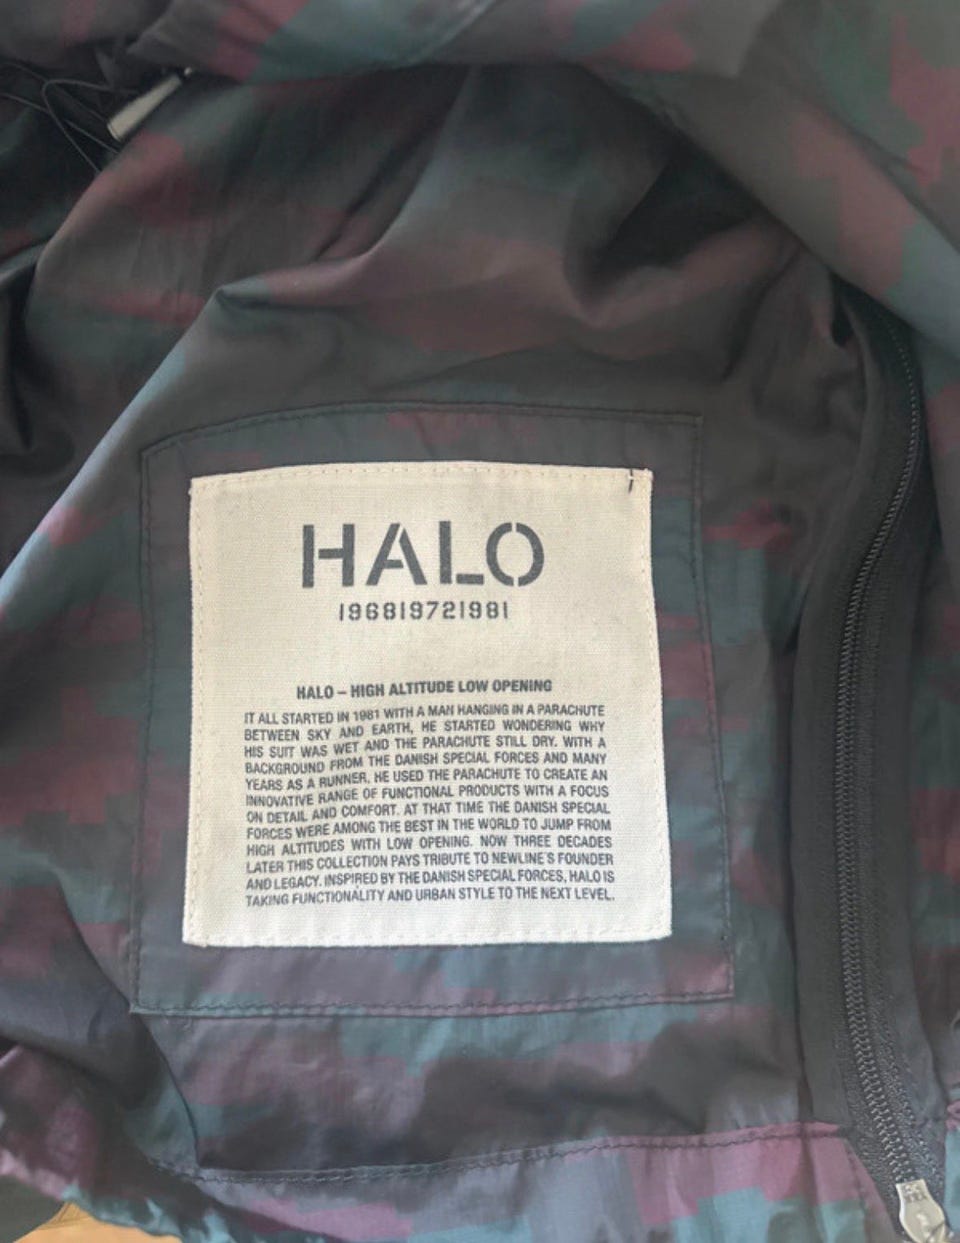 HALO
196819721981
HALO – HIGH ALTITUDE LOW OPENING
IT ALL STARTED IN 1981 WITH A MAN HANGING IN A PARACHUTE
BETWEEN SKY AND EARTH, HE STARTED WONDERING WHY
HIS SUIT WAS WET AND THE PARACHUTE STILL DRY. WITH A
BACKGROUND FROM THE DANISH SPECIAL FORCES AND MANY
YEARS AS A RUNNER, HE USED THE PARACHUTE TO CREATE AN
INNOVATIVE RANGE OF FUNCTIONAL PRODUCTS WITH A FOCUS
ON DETAIL AND COMFORT. AT THAT TIME THE DANISH SPECIAL
FORCES WERE AMONG THE BEST IN THE WORLD TO JUMP FROM
HIGH ALTITUDES WITH LOW OPENING. NOW THREE DECADES
LATER THIS COLLECTION PAYS TRIBUTE TO NEWLINE'S FOUNDER
AND LEGACY. INSPIRED BY THE DANISH SPECIAL FORCES, HALO IS
TAKING FUNCTIONALITY AND URBAN STYLE TO THE NEXT LEVEL.